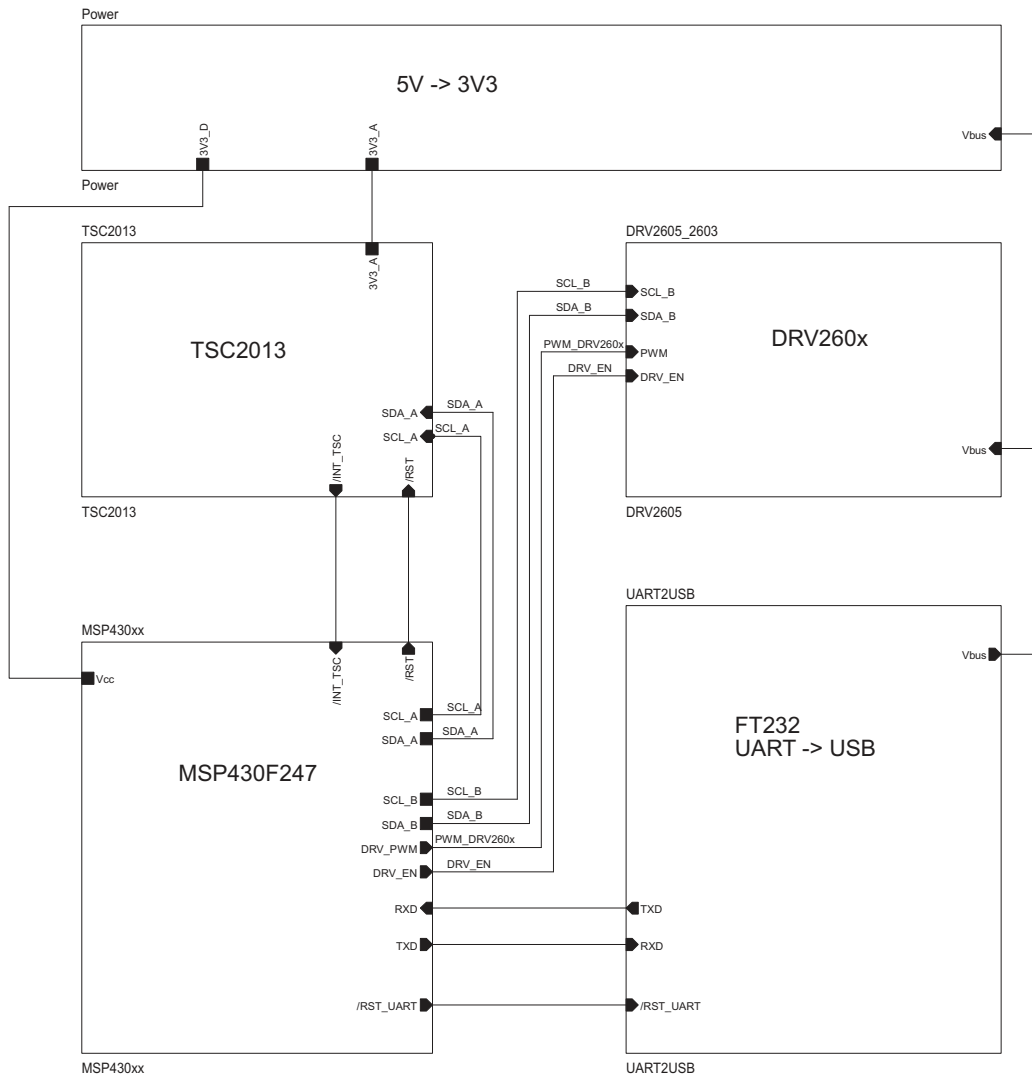 Power
5V -> 3V3
3V3_D
3V3_A
Vbus
Power
TSC2013
3V3_A
TSC2013
SDA_A
SCL_A
/INT_TSC
/RST
TSC2013
SDA_A
SCL_A
DRV2605_2603
SCL_B
SDA_B
PWM_DRV260x
DRV_EN
SCL_B
SDA_B
PWM
DRV_EN
DRV260x
Vbus
DRV2605
MSP430xx
Vcc
/INT_TSC
/RST
MSP430F247
SCL_A
SDA_A
SCL_B
SDA_B
DRV_PWM
DRV_EN
RXD
TXD
/RST_UART
MSP430xx
SCL_A
SDA_A
SCL_B
SDA_B
PWM_DRV260x
DRV_EN
UART2USB
Vbus
FT232
UART -> USB
TXD
RXD
/RST_UART
UART2USB